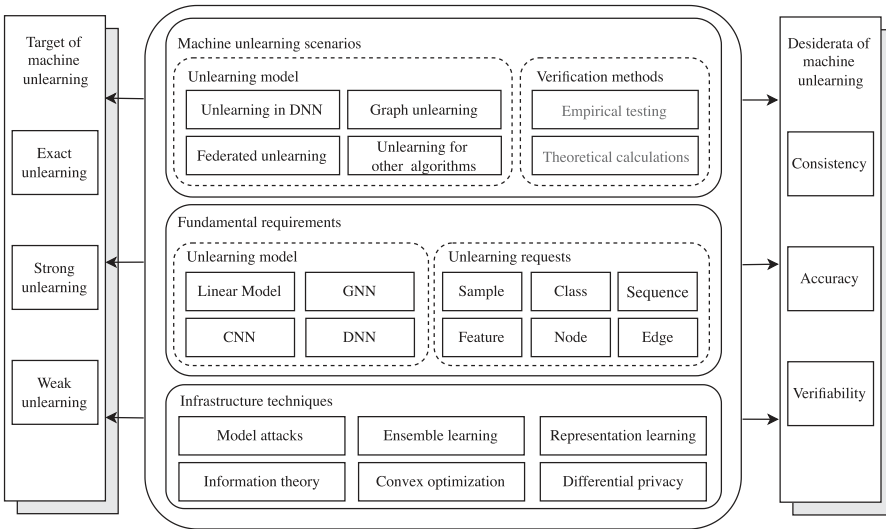 Target of
machine
unlearning
Exact
unlearning
Strong
unlearning
Weak
unlearning
Machine unlearning scenarios
Unlearning model
Unlearning in DNN
Graph unlearning
Federated unlearning
Unlearning for
other algorithms
Verification methods
Empirical testing
Theoretical calculations
Fundamental requirements
Unlearning model
Linear Model
GNN
CNN
DNN
Unlearning requests
Sample
Class
Sequence
Feature
Node
Edge
Infrastructure techniques
Model attacks
Ensemble learning
Representation learning
Information theory
Convex optimization
Differential privacy
Desiderata of
machine
unlearning
Consistency
Accuracy
Verifiability